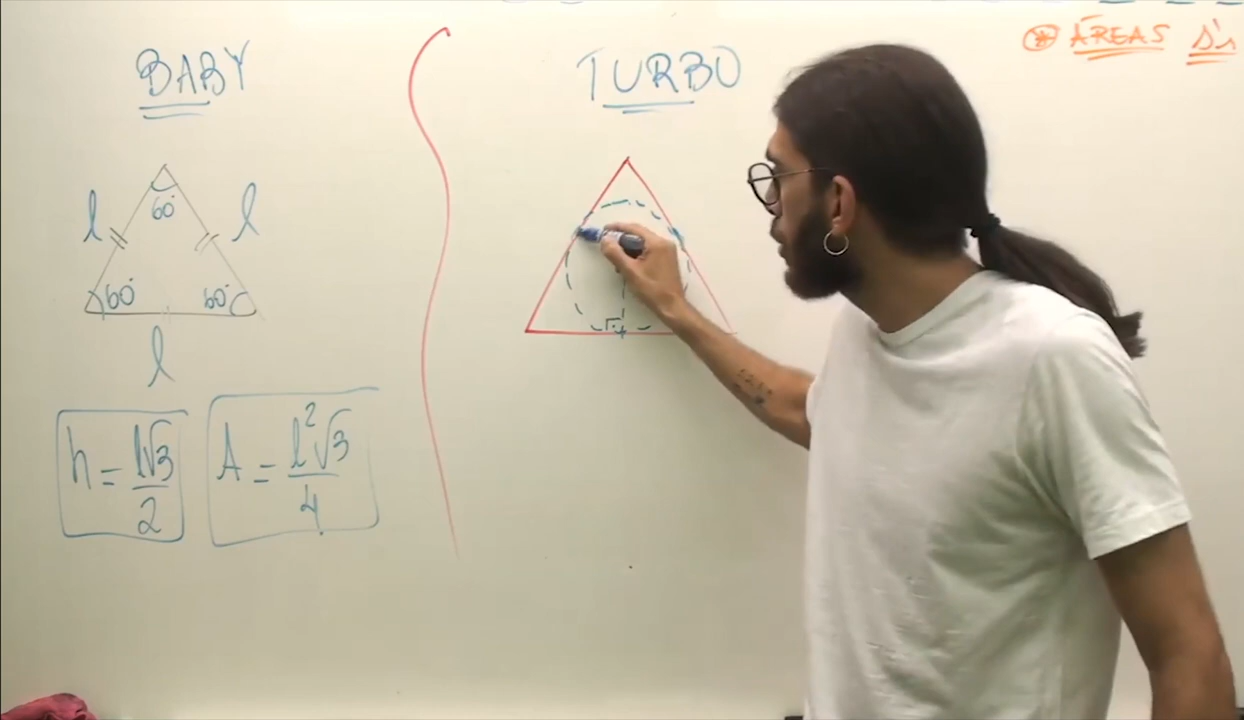 BABY
TURBO
* ÁREAS Δ's
l
l
60°
60°
60°
l
h = l√3/2
A = l²√3/4